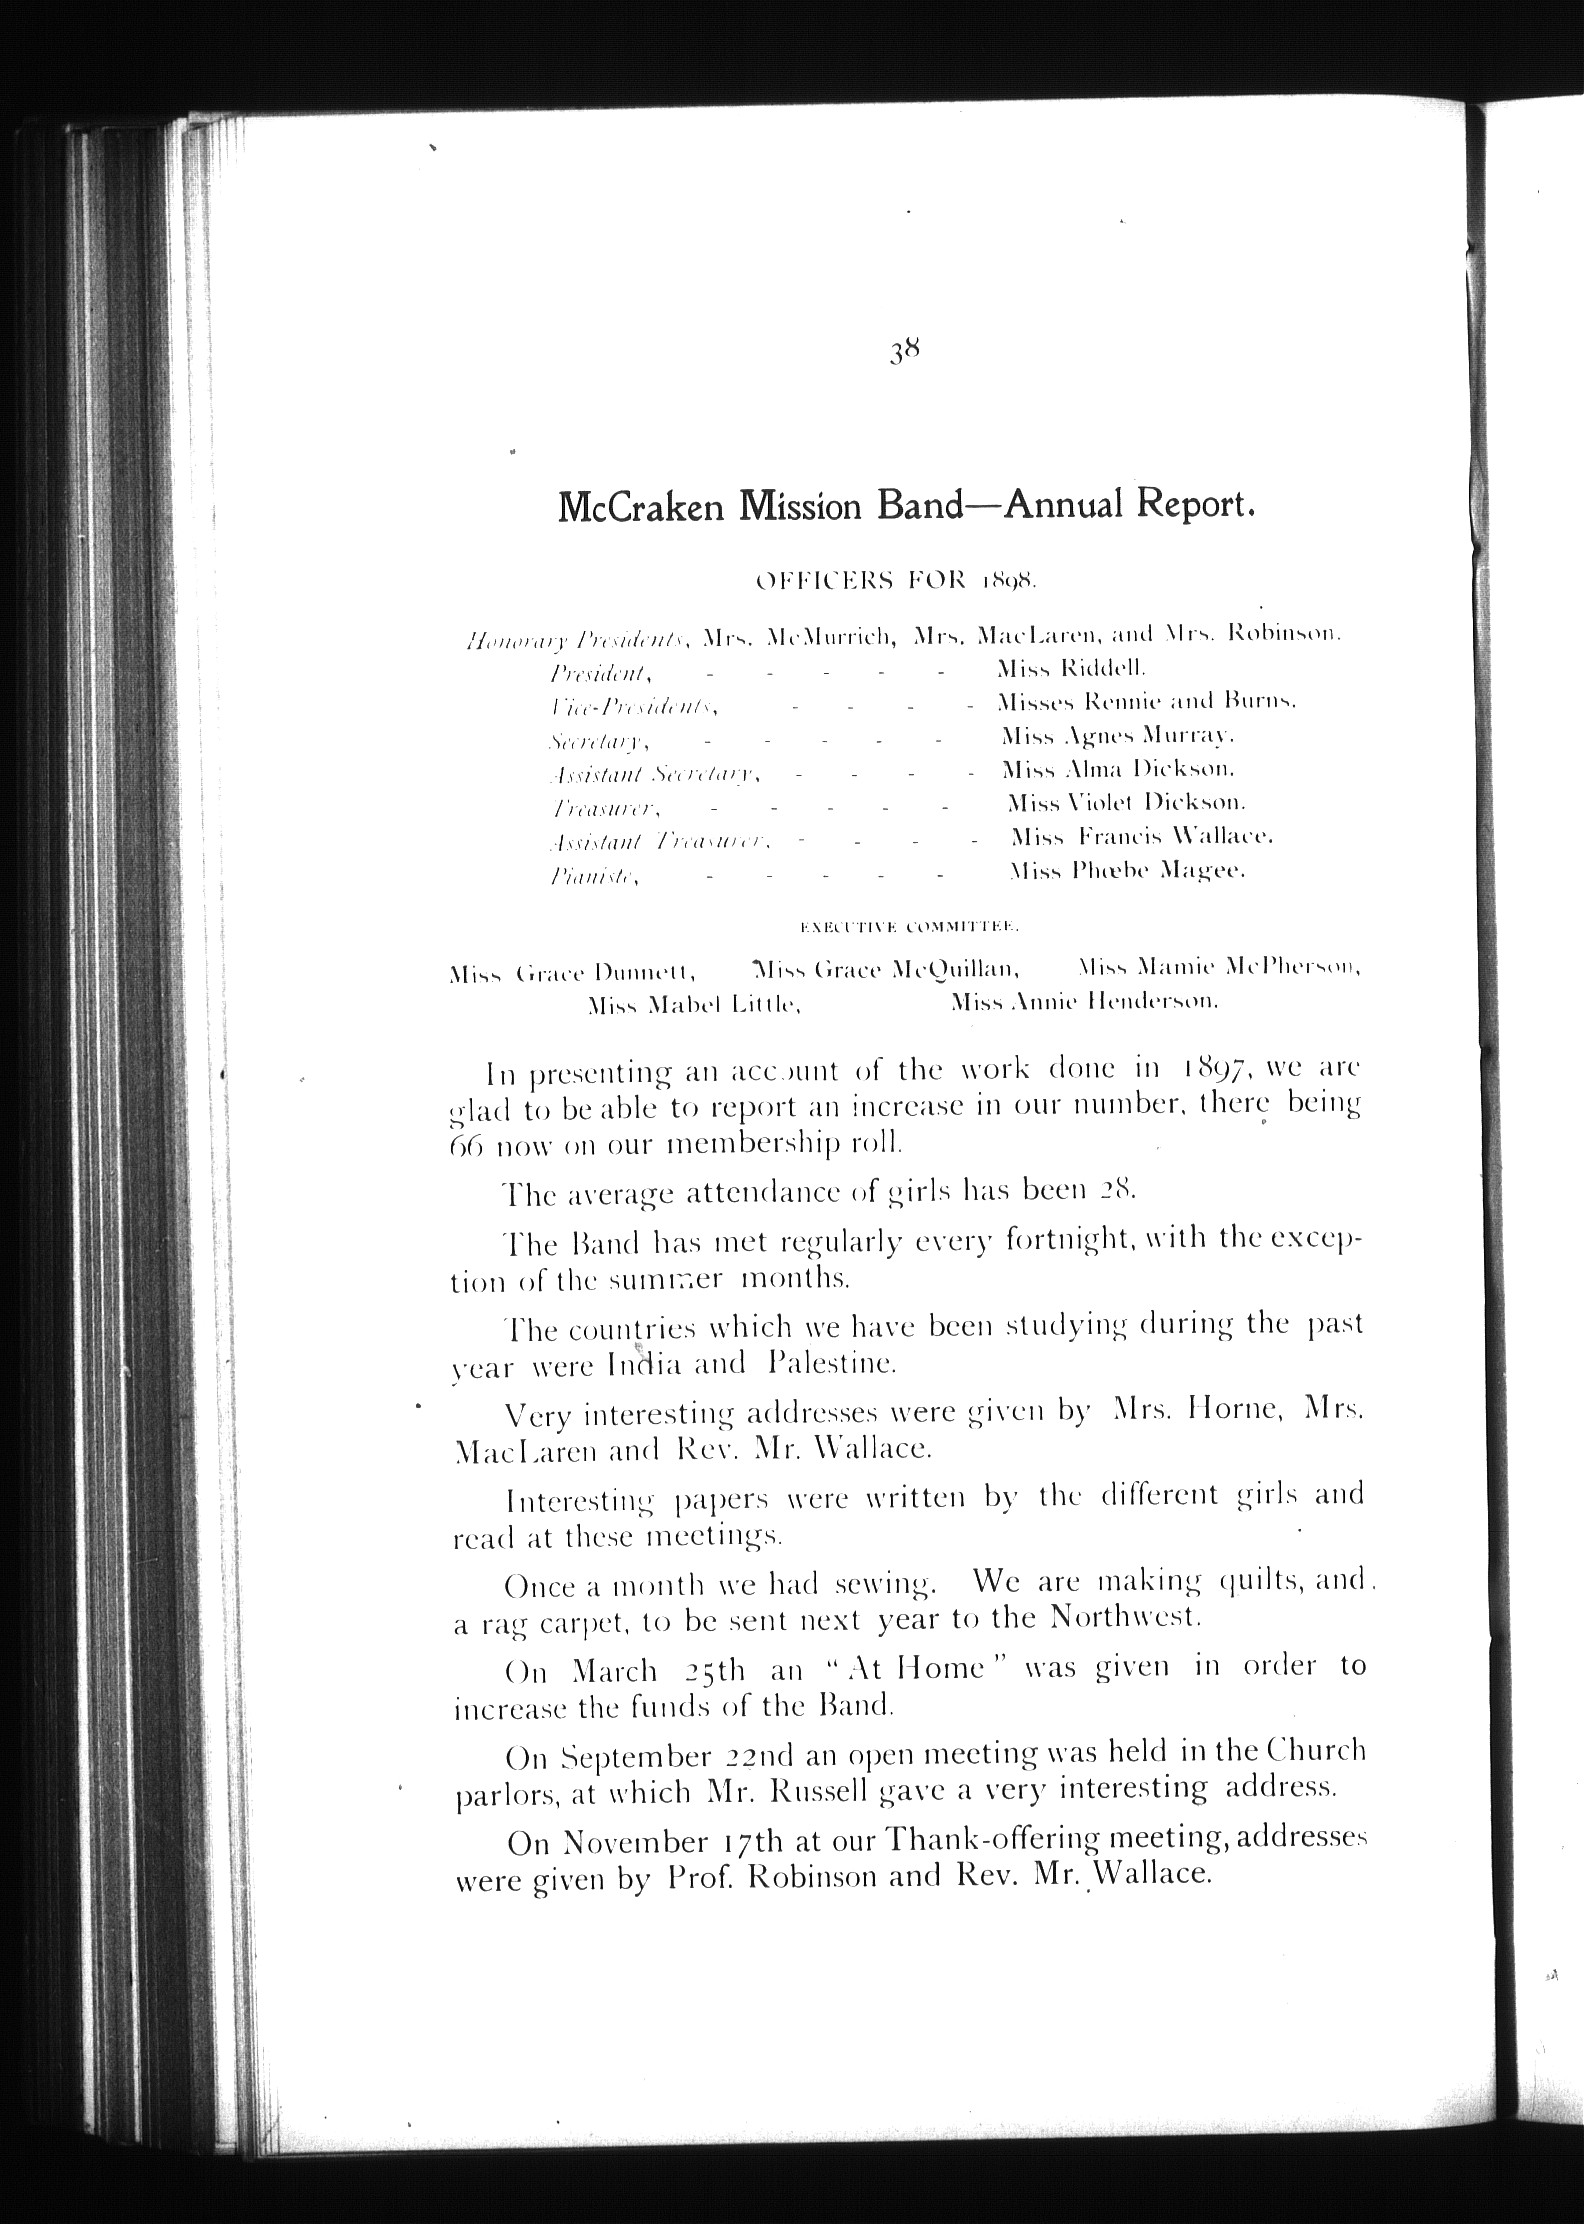 38
McCraken Mission Band—Annual Report.
OFFICERS FOR 1898.
Honorary Presidents, Mrs. McMurrich, Mrs. MacLaren, and Mrs. Robinson.
President, - - - - - Miss Riddell.
Vice-Presidents, - - - - Misses Rennie and Burns.
Secretary, - - - - - Miss Agnes Murray.
Assistant Secretary, - - - - Miss Alma Dickson.
Treasurer, - - - - - Miss Violet Dickson.
Assistant Treasurer, - - - - Miss Francis Wallace.
Pianiste, - - - - - Miss Phœbe Magee.
EXECUTIVE COMMITTEE.
Miss Grace Dunnett, Miss Grace McQuillan, Miss Mamie McPherson,
Miss Mabel Little, Miss Annie Henderson.
In presenting an account of the work done in 1897, we are
glad to be able to report an increase in our number, there being
66 now on our membership roll.
The average attendance of girls has been 28.
The Band has met regularly every fortnight, with the excep-
tion of the summer months.
The countries which we have been studying during the past
year were India and Palestine.
Very interesting addresses were given by Mrs. Horne, Mrs.
MacLaren and Rev. Mr. Wallace.
Interesting papers were written by the different girls and
read at these meetings.
Once a month we had sewing. We are making quilts, and
a rag carpet, to be sent next year to the Northwest.
On March 25th an “At Home” was given in order to
increase the funds of the Band.
On September 22nd an open meeting was held in the Church
parlors, at which Mr. Russell gave a very interesting address.
On November 17th at our Thank-offering meeting, addresses
were given by Prof. Robinson and Rev. Mr. Wallace.